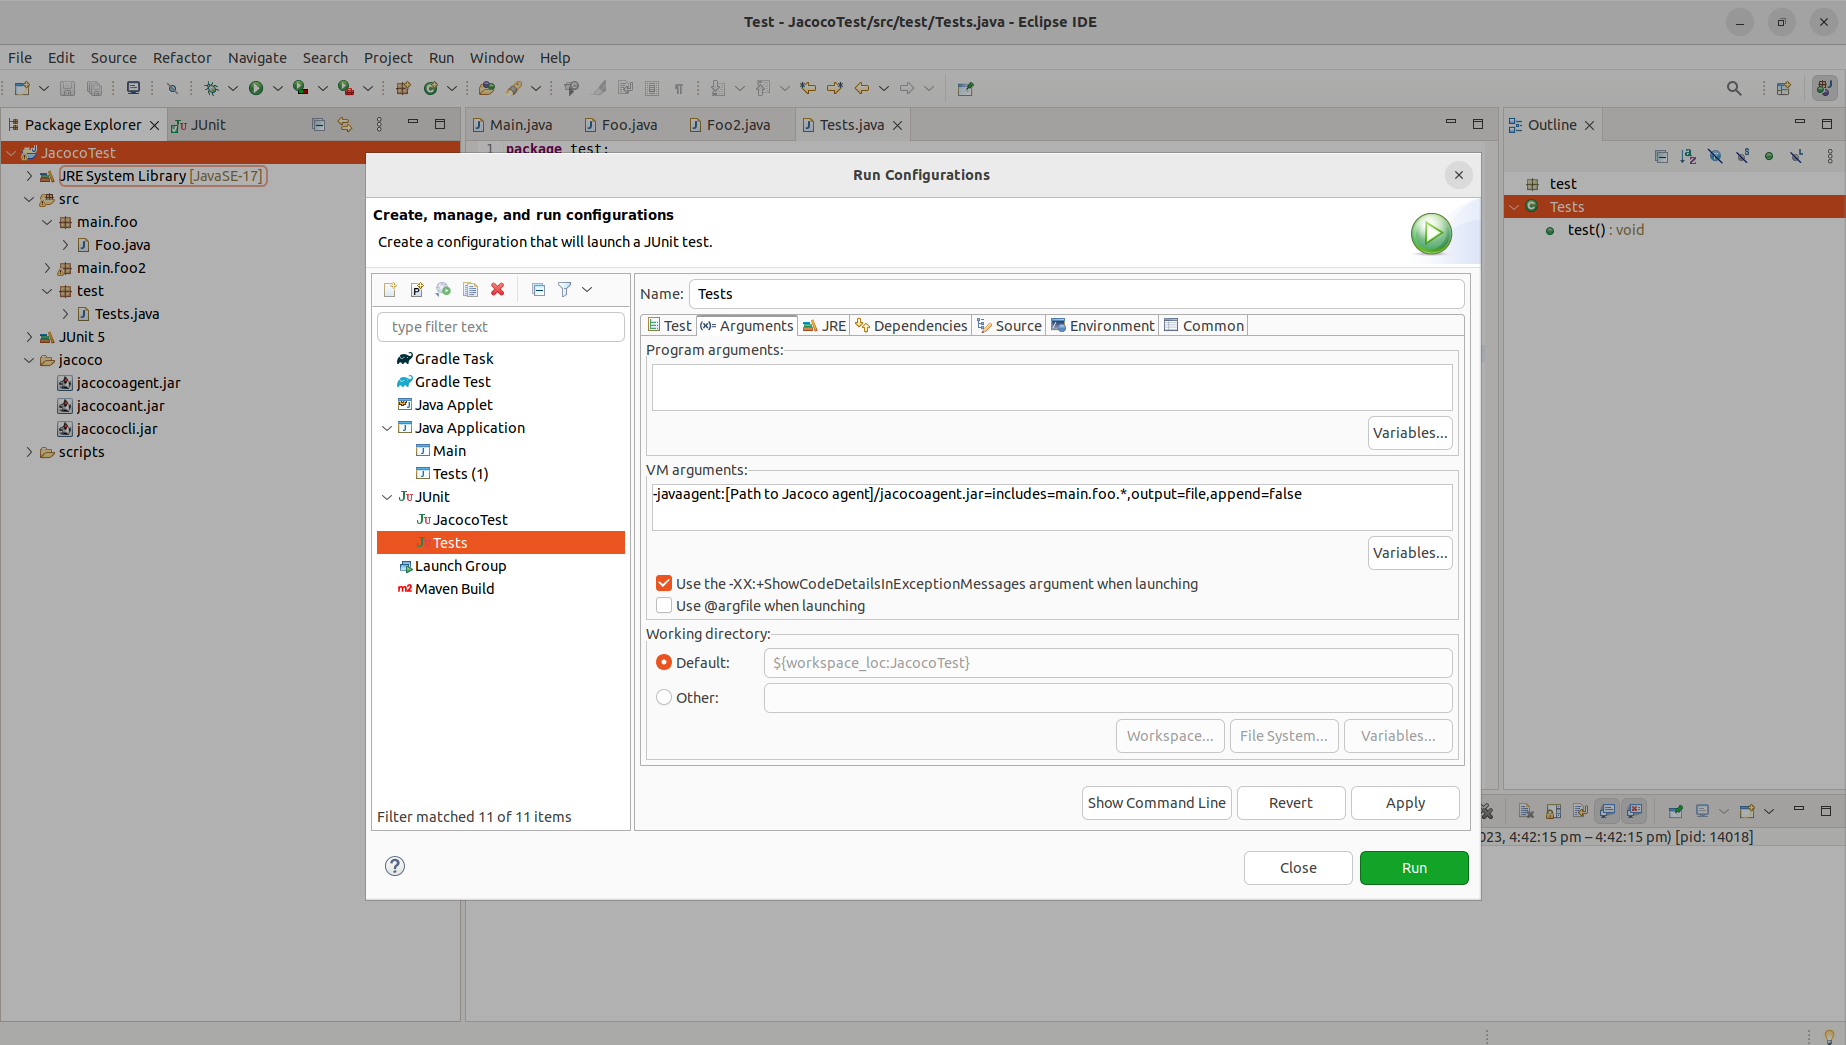 Test - JacocoTest/src/test/Tests.java - Eclipse IDE
File Edit Source Refactor Navigate Search Project Run Window Help
Package Explorer
JUnit
Main.java
Foo.java
Foo2.java
Tests.java
Outline
1 package test;
JacocoTest
JRE System Library [JavaSE-17]
src
main.foo
Foo.java
main.foo2
test
Tests.java
JUnit 5
jacoco
jacocoagent.jar
jacocoant.jar
jacococli.jar
scripts
Run Configurations
Create, manage, and run configurations
Create a configuration that will launch a JUnit test.
type filter text
Gradle Task
Gradle Test
Java Applet
Java Application
Main
Tests (1)
JUnit
JacocoTest
Tests
Launch Group
m2 Maven Build
Filter matched 11 of 11 items
Name: Tests
Test
Arguments
JRE
Dependencies
Source
Environment
Common
Program arguments:
Variables...
VM arguments:
-javaagent:[Path to Jacoco agent]/jacocoagent.jar=includes=main.foo.*,output=file,append=false
Variables...
Use the -XX:+ShowCodeDetailsInExceptionMessages argument when launching
Use @argfile when launching
Working directory:
Default: ${workspace_loc:JacocoTest}
Other:
Workspace... File System... Variables...
Show Command Line Revert Apply
Close Run
test
Tests
test() : void
023, 4:42:15 pm – 4:42:15 pm) [pid: 14018]